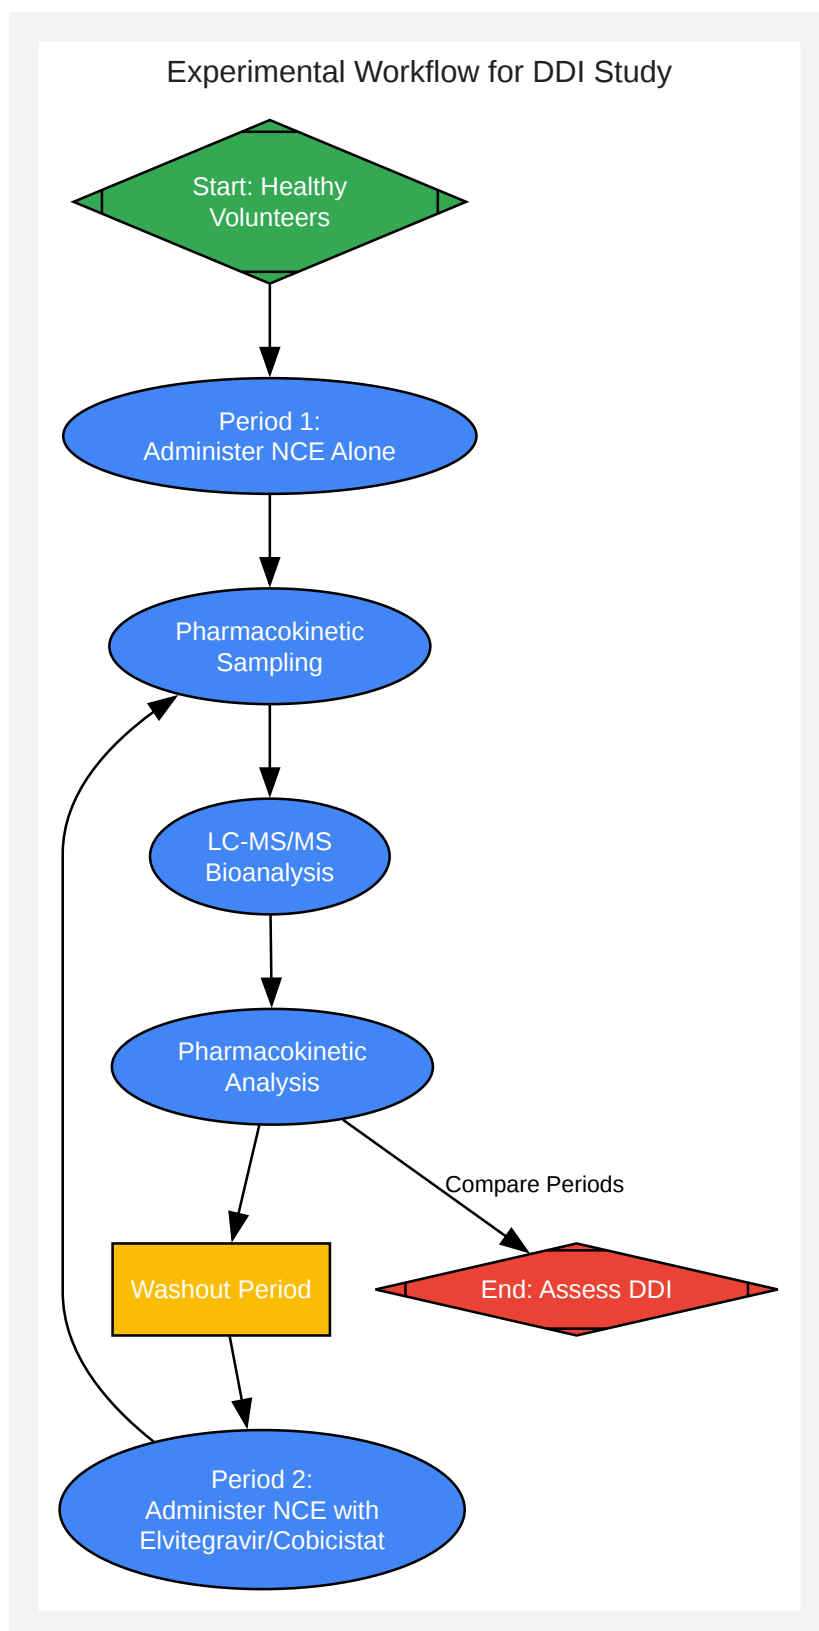 Experimental Workflow for DDI Study
Start: Healthy
Volunteers
Period 1:
Administer NCE Alone
Pharmacokinetic
Sampling
LC-MS/MS
Bioanalysis
Pharmacokinetic
Analysis
Compare Periods
Washout Period
End: Assess DDI
Period 2:
Administer NCE with
Elvitegravir/Cobicistat